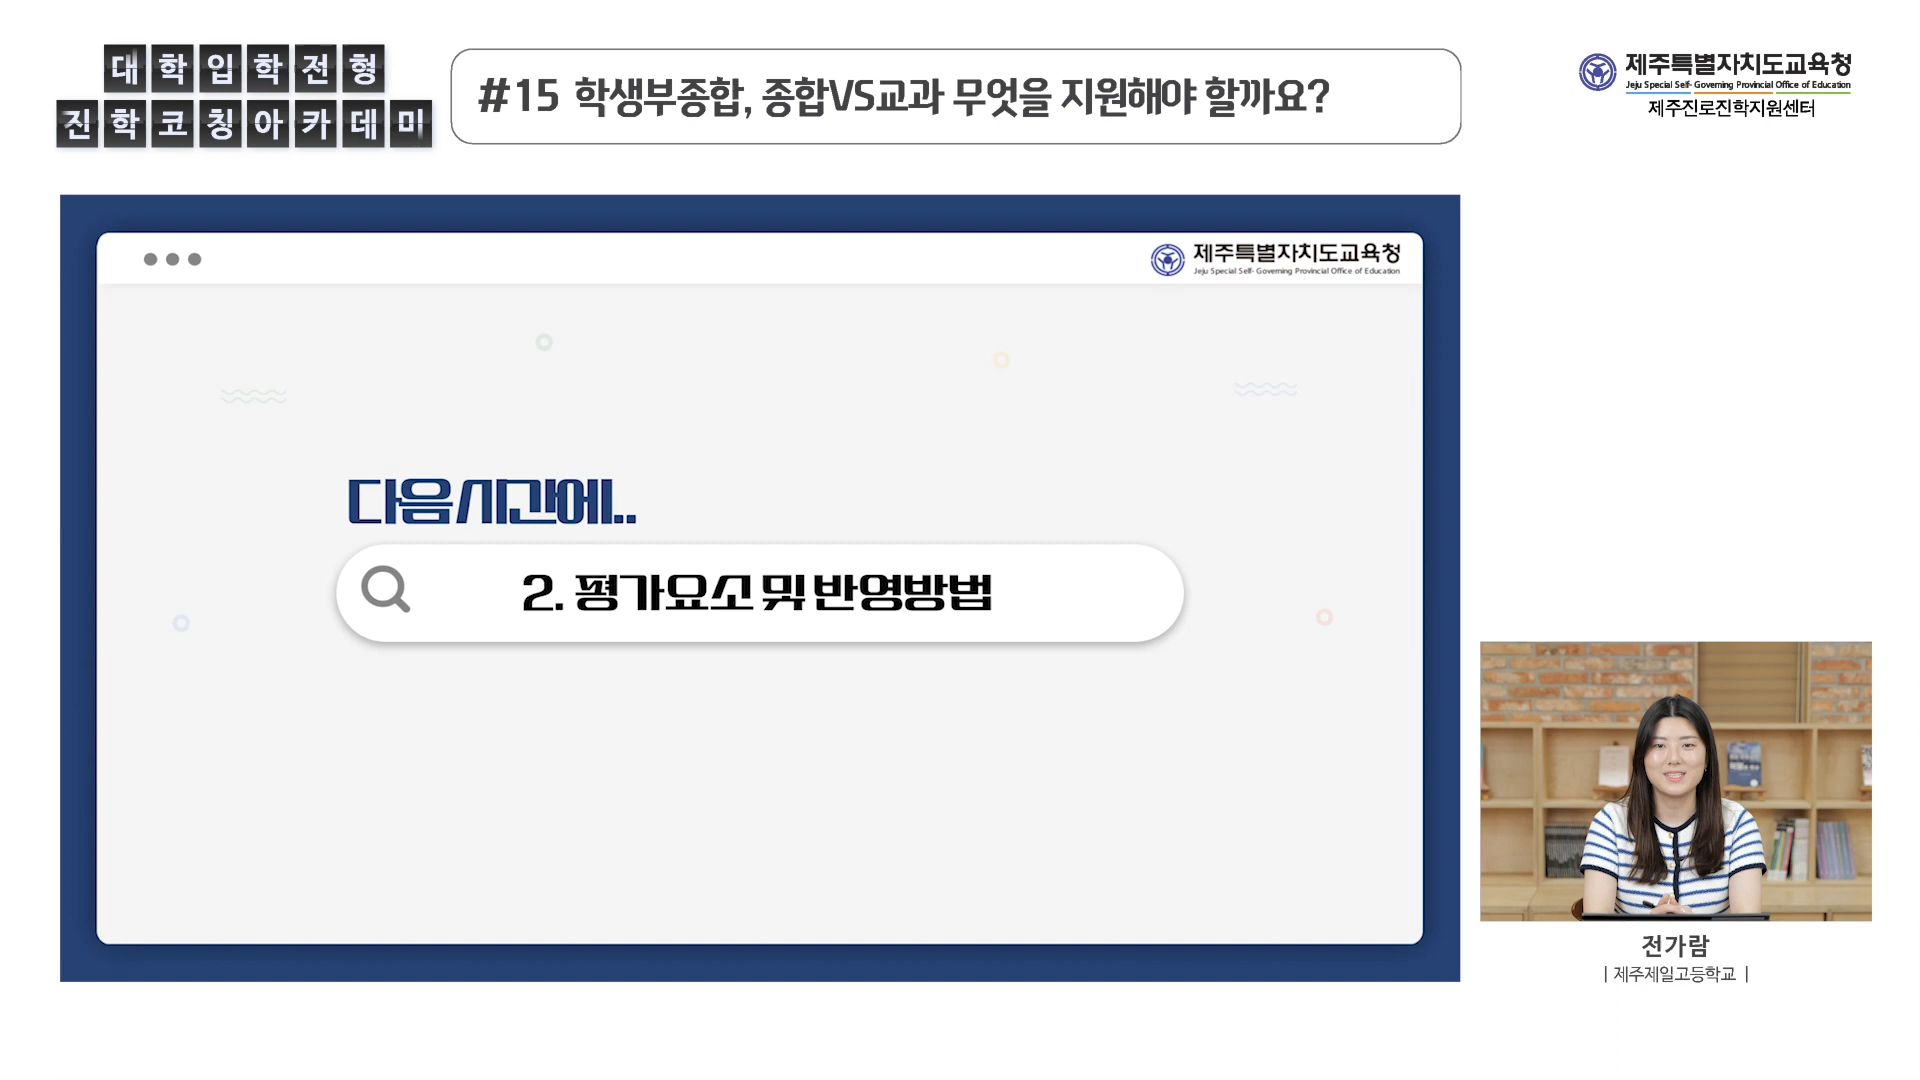 대학입학전형
진학코칭아카데미
#15 학생부종합, 종합VS교과 무엇을 지원해야 할까요?
제주특별자치도교육청
Jeju Special Self- Governing Provincial Office of Education
제주진로진학지원센터
제주특별자치도교육청
Jeju Special Self- Governing Provincial Office of Education
다음시간에..
2. 평가요소 및 반영방법
전가람
| 제주제일고등학교 |